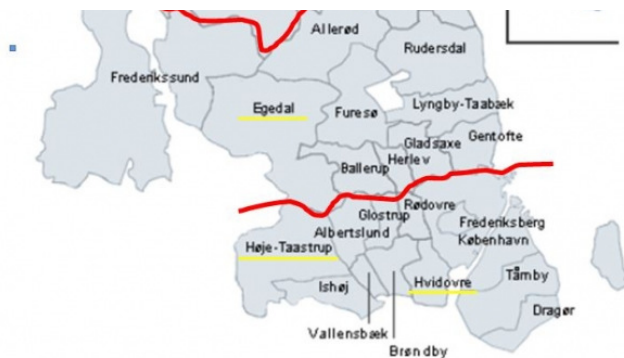 Allerød
Rudersdal
Frederikssund
Egedal
Furesø
Lyngby-Taabæk
Gladsaxe
Gentofte
Herlev
Ballerup
Glostrup
Rødovre
Albertslund
Frederiksberg
København
Høje-Taastrup
Ishøj
Hvidovre
Tåmby
Dragør
Vallensbæk
Brøndby